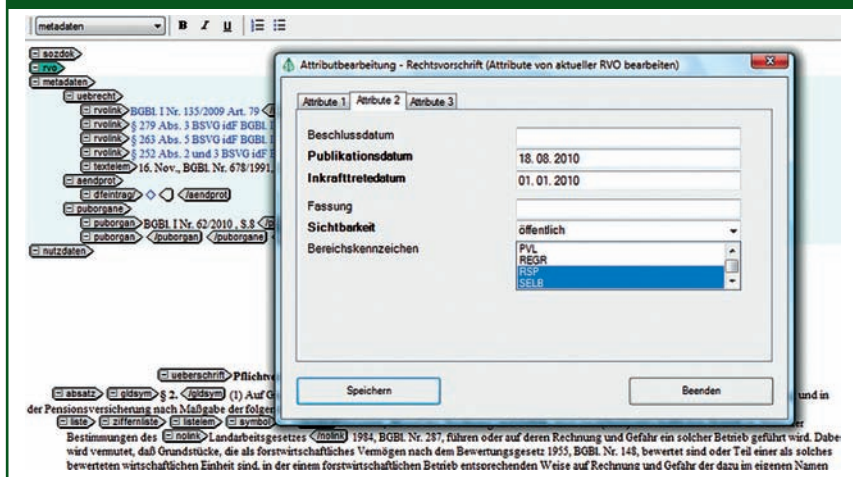 metadaten B I U
sozdok
rvo
metadaten
uebrecht
rvolink BGBl. I Nr. 135/2009 Art. 79
rvolink § 279 Abs. 3 BSVG idF BGBl. I
rvolink § 263 Abs. 5 BSVG idF BGBl. I
rvolink § 252 Abs. 2 und 3 BSVG idF
textelem 16. Nov., BGBl. Nr. 678/1991,
aendprot
dfeintrag/ /aendprot
puborgane
puborgan BGBl. I Nr. 62/2010 , S.8
puborgan /puborgan /puborgane
nutzdaten
Attributbearbeitung - Rechtsvorschrift (Attribute von aktueller RVO bearbeiten)
Attribute 1 Attribute 2 Attribute 3
Beschlussdatum
Publikationsdatum 18. 08. 2010
Inkrafttretedatum 01. 01. 2010
Fassung
Sichtbarkeit öffentlich
Bereichskennzeichen PVL
REGR
RSP
SELB
Speichern Beenden
ueberschrift Pflichtve
absatz gldsym § 2. /gldsym (1) Auf G und in
der Pensionsversicherung nach Maßgabe der folgen
liste ziffernliste listelem symbol er
Bestimmungen des nolink Landarbeitsgesetzes /nolink 1984, BGBl. Nr. 287, führen oder auf deren Rechnung und Gefahr ein solcher Betrieb geführt wird. Dabe
wird vermutet, daß Grundstücke, die als forstwirtschaftliches Vermögen nach dem Bewertungsgesetz 1955, BGBl. Nr. 148, bewertet sind oder Teil einer als solches
bewerteten wirtschaftlichen Einheit sind, in der einem forstwirtschaftlichen Betrieb entsprechenden Weise auf Rechnung und Gefahr der dazu im eigenen Namen